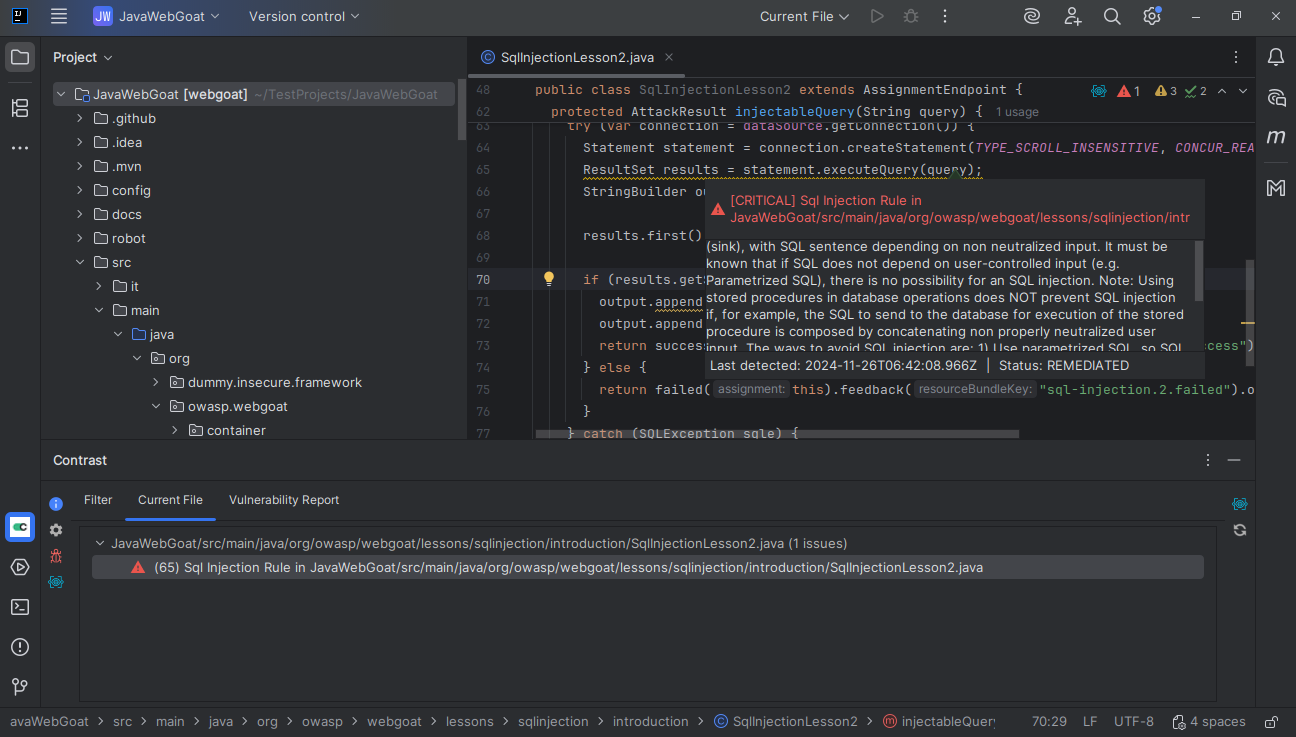 JW JavaWebGoat Version control Current File
Project
SqlInjectionLesson2.java
JavaWebGoat [webgoat] ~/TestProjects/JavaWebGoat
.github
.idea
.mvn
config
docs
robot
src
it
main
java
org
dummy.insecure.framework
owasp.webgoat
container
48 public class SqlInjectionLesson2 extends AssignmentEndpoint { 1 3 2
62 protected AttackResult injectableQuery(String query) { 1 usage
63 try (var connection = dataSource.getConnection()) {
64 Statement statement = connection.createStatement(TYPE_SCROLL_INSENSITIVE, CONCUR_REA
65 ResultSet results = statement.executeQuery(query);
66 StringBuilder ou
67
68 results.first()
69
70 if (results.get
71 output.append
72 output.append
73 return succes cess")
74 } else {
75 return failed( assignment: this).feedback( resourceBundleKey: "sql-injection.2.failed").o
76 }
77 } catch (SQLException sqle) {
[CRITICAL] Sql Injection Rule in
JavaWebGoat/src/main/java/org/owasp/webgoat/lessons/sqlinjection/intr
(sink), with SQL sentence depending on non neutralized input. It must be
known that if SQL does not depend on user-controlled input (e.g.
Parametrized SQL), there is no possibility for an SQL injection. Note: Using
stored procedures in database operations does NOT prevent SQL injection
if, for example, the SQL to send to the database for execution of the stored
procedure is composed by concatenating non properly neutralized user
input. The ways to avoid SQL injection are: 1) Use parametrized SQL, so SQL
Last detected: 2024-11-26T06:42:08.966Z | Status: REMEDIATED
Contrast
Filter Current File Vulnerability Report
JavaWebGoat/src/main/java/org/owasp/webgoat/lessons/sqlinjection/introduction/SqlInjectionLesson2.java (1 issues)
(65) Sql Injection Rule in JavaWebGoat/src/main/java/org/owasp/webgoat/lessons/sqlinjection/introduction/SqlInjectionLesson2.java
avaWebGoat > src > main > java > org > owasp > webgoat > lessons > sqlinjection > introduction > SqlInjectionLesson2 > injectableQuery 70:29 LF UTF-8 4 spaces